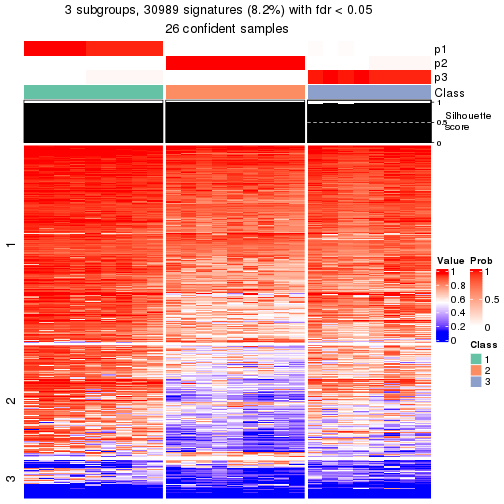 3 subgroups, 30989 signatures (8.2%) with fdr < 0.05
26 confident samples
p1
p2
p3
Class
1
0.5
0
Silhouette
score
1
2
3
Value
1
0.8
0.6
0.4
0.2
0
Prob
1
0.5
0
Class
1
2
3